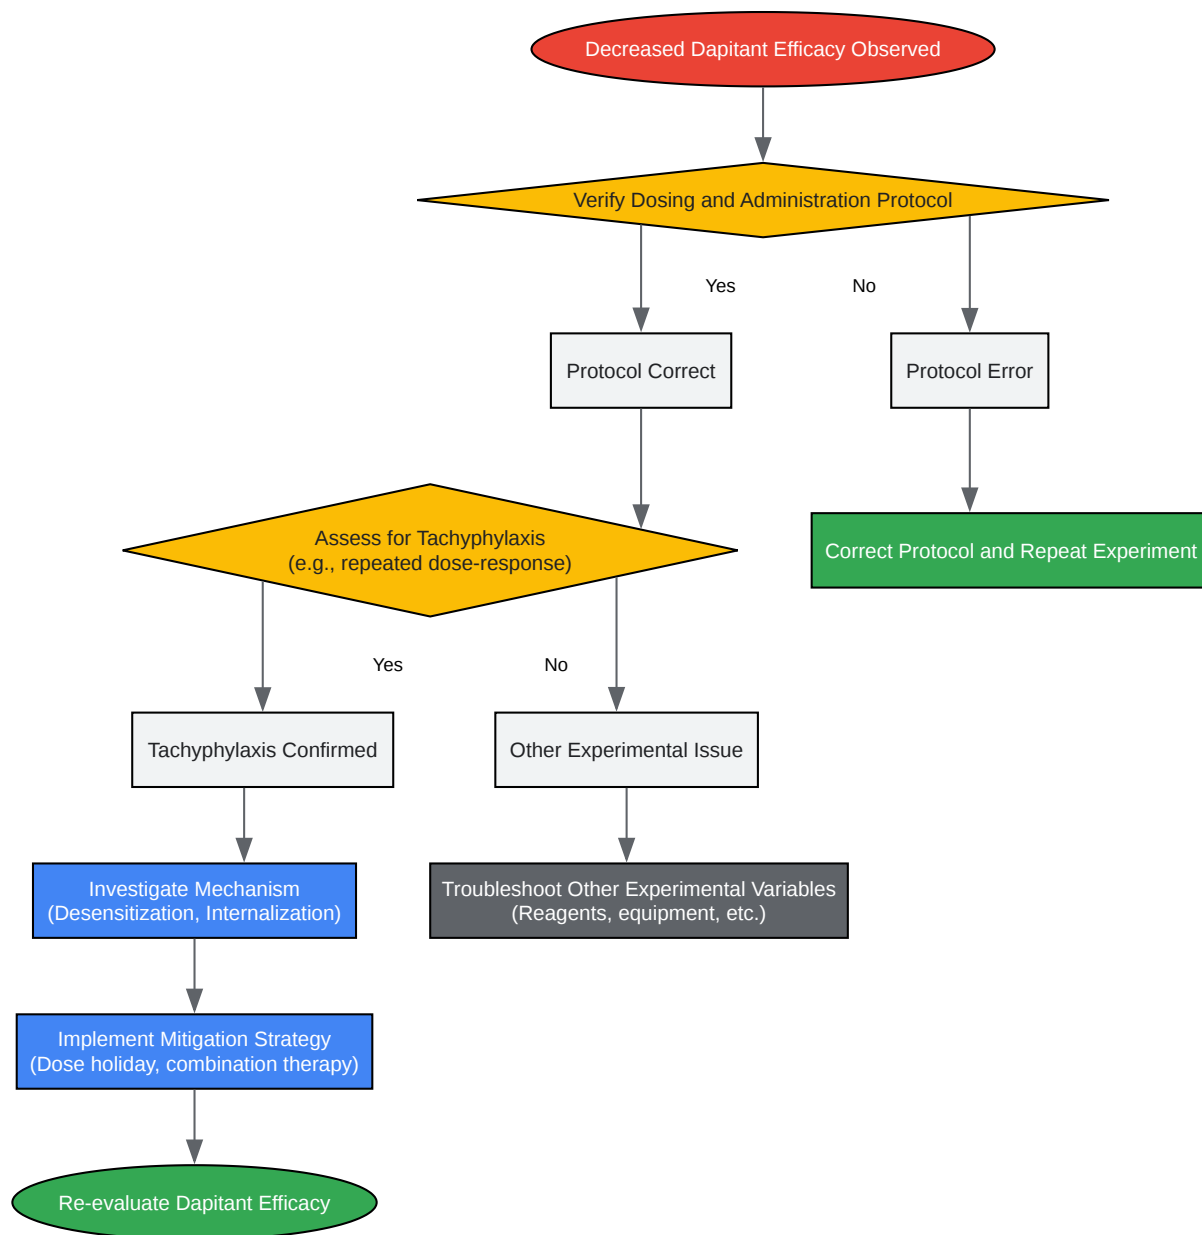 Decreased Dapitant Efficacy Observed
Verify Dosing and Administration Protocol
Yes
No
Protocol Correct
Protocol Error
Assess for Tachyphylaxis
(e.g., repeated dose-response)
Correct Protocol and Repeat Experiment
Yes
No
Tachyphylaxis Confirmed
Other Experimental Issue
Investigate Mechanism
(Desensitization, Internalization)
Troubleshoot Other Experimental Variables
(Reagents, equipment, etc.)
Implement Mitigation Strategy
(Dose holiday, combination therapy)
Re-evaluate Dapitant Efficacy